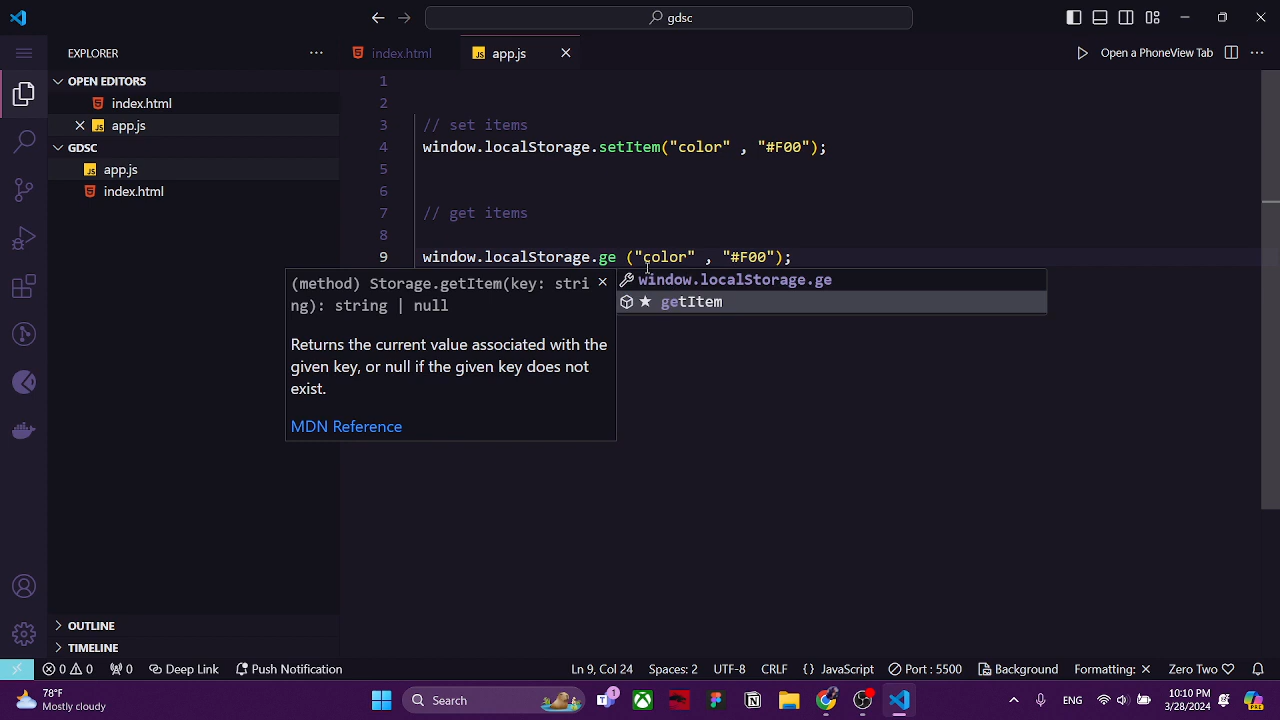 gdsc
EXPLORER
index.html
app.js
Open a PhoneView Tab
OPEN EDITORS
index.html
app.js
GDSC
app.js
index.html
OUTLINE
TIMELINE
1
2
3 // set items
4 window.localStorage.setItem("color" , "#F00");
5
6
7 // get items
8
9 window.localStorage.ge ("color" , "#F00");
(method) Storage.getItem(key: stri
ng): string | null
Returns the current value associated with the
given key, or null if the given key does not
exist.
MDN Reference
window.localStorage.ge
getItem
0 0 0 Deep Link Push Notification Ln 9, Col 24 Spaces: 2 UTF-8 CRLF {} JavaScript Port : 5500 Background Formatting: × Zero Two
78°F
Mostly cloudy
Search
1
ENG
10:10 PM
3/28/2024